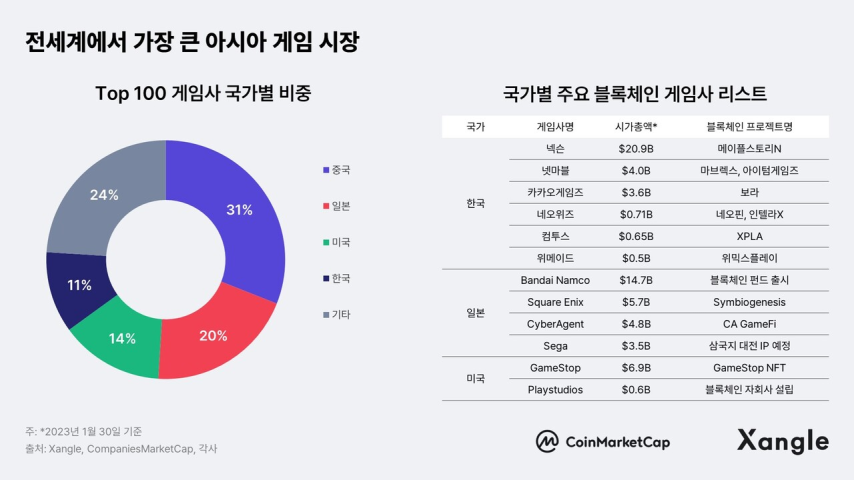 전세계에서 가장 큰 아시아 게임 시장
Top 100 게임사 국가별 비중
31%
20%
14%
11%
24%
중국
일본
미국
한국
기타
국가별 주요 블록체인 게임사 리스트
국가 게임사명 시가총액* 블록체인 프로젝트명
한국
넥슨 $20.9B 메이플스토리N
넷마블 $4.0B 마브렉스, 아이텀게임즈
카카오게임즈 $3.6B 보라
네오위즈 $0.71B 네오핀, 인텔라X
컴투스 $0.65B XPLA
위메이드 $0.5B 위믹스플레이
일본
Bandai Namco $14.7B 블록체인 펀드 출시
Square Enix $5.7B Symbiogenesis
CyberAgent $4.8B CA GameFi
Sega $3.5B 삼국지 대전 IP 예정
미국
GameStop $6.9B GameStop NFT
Playstudios $0.6B 블록체인 자회사 설립
주: *2023년 1월 30일 기준
출처: Xangle, CompaniesMarketCap, 각사
CoinMarketCap
Xangle